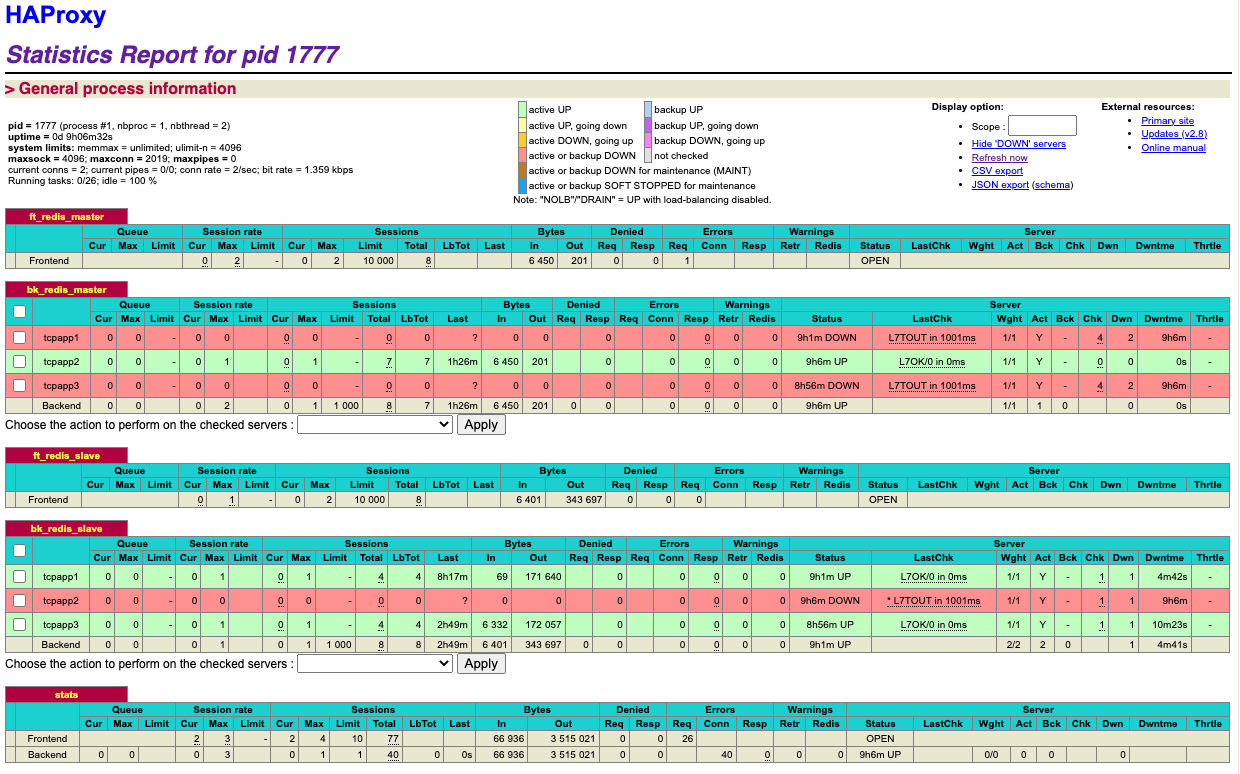 HAProxy
Statistics Report for pid 1777
> General process information
pid = 1777 (process #1, nbproc = 1, nbthread = 2)
uptime = 0d 9h06m32s
system limits: memmax = unlimited; ulimit-n = 4096
maxsock = 4096; maxconn = 2019; maxpipes = 0
current conns = 2; current pipes = 0/0; conn rate = 2/sec; bit rate = 1.359 kbps
Running tasks: 0/26; idle = 100 %
active UP backup UP
active UP, going down backup UP, going down
active DOWN, going up backup DOWN, going up
active or backup DOWN not checked
active or backup DOWN for maintenance (MAINT)
active or backup SOFT STOPPED for maintenance
Note: "NOLB"/"DRAIN" = UP with load-balancing disabled.
Display option:
• Scope :
• Hide 'DOWN' servers
• Refresh now
• CSV export
• JSON export (schema)
External resources:
• Primary site
• Updates (v2.8)
• Online manual
ft_redis_master
Queue Session rate Sessions Bytes Denied Errors Warnings Server
Cur Max Limit Cur Max Limit Cur Max Limit Total LbTot Last In Out Req Resp Req Conn Resp Retr Redis Status LastChk Wght Act Bck Chk Dwn Dwntme Thrtle
Frontend 0 2 - 0 2 10 000 8 6 450 201 0 0 1 OPEN
bk_redis_master
Queue Session rate Sessions Bytes Denied Errors Warnings Server
Cur Max Limit Cur Max Limit Cur Max Limit Total LbTot Last In Out Req Resp Req Conn Resp Retr Redis Status LastChk Wght Act Bck Chk Dwn Dwntme Thrtle
tcpapp1 0 0 - 0 0 0 0 - 0 0 ? 0 0 0 0 0 0 0 9h1m DOWN L7TOUT in 1001ms 1/1 Y - 4 2 9h6m -
tcpapp2 0 0 - 0 1 0 1 - 7 7 1h26m 6 450 201 0 0 0 0 0 9h6m UP L7OK/0 in 0ms 1/1 Y - 0 0 0s -
tcpapp3 0 0 - 0 0 0 0 - 0 0 ? 0 0 0 0 0 0 0 8h56m DOWN L7TOUT in 1001ms 1/1 Y - 4 2 9h6m -
Backend 0 0 0 2 0 1 1 000 8 7 1h26m 6 450 201 0 0 0 0 0 0 9h6m UP 1/1 1 0 0 0s
Choose the action to perform on the checked servers : Apply
ft_redis_slave
Queue Session rate Sessions Bytes Denied Errors Warnings Server
Cur Max Limit Cur Max Limit Cur Max Limit Total LbTot Last In Out Req Resp Req Conn Resp Retr Redis Status LastChk Wght Act Bck Chk Dwn Dwntme Thrtle
Frontend 0 1 - 0 2 10 000 8 6 401 343 697 0 0 0 OPEN
bk_redis_slave
Queue Session rate Sessions Bytes Denied Errors Warnings Server
Cur Max Limit Cur Max Limit Cur Max Limit Total LbTot Last In Out Req Resp Req Conn Resp Retr Redis Status LastChk Wght Act Bck Chk Dwn Dwntme Thrtle
tcpapp1 0 0 - 0 1 0 1 - 4 4 8h17m 69 171 640 0 0 0 0 0 9h1m UP L7OK/0 in 0ms 1/1 Y - 1 1 4m42s -
tcpapp2 0 0 - 0 0 0 0 - 0 0 ? 0 0 0 0 0 0 0 9h6m DOWN * L7TOUT in 1001ms 1/1 Y - 1 1 9h6m -
tcpapp3 0 0 - 0 1 0 1 - 4 4 2h49m 6 332 172 057 0 0 0 0 0 8h56m UP L7OK/0 in 0ms 1/1 Y - 1 1 10m23s -
Backend 0 0 0 1 0 1 1 000 8 8 2h49m 6 401 343 697 0 0 0 0 0 0 9h1m UP 2/2 2 0 1 4m41s
Choose the action to perform on the checked servers : Apply
stats
Queue Session rate Sessions Bytes Denied Errors Warnings Server
Cur Max Limit Cur Max Limit Cur Max Limit Total LbTot Last In Out Req Resp Req Conn Resp Retr Redis Status LastChk Wght Act Bck Chk Dwn Dwntme Thrtle
Frontend 2 3 - 2 4 10 77 66 936 3 515 021 0 0 26 OPEN
Backend 0 0 0 3 0 1 1 40 0 0s 66 936 3 515 021 0 0 40 0 0 0 9h6m UP 0/0 0 0 0